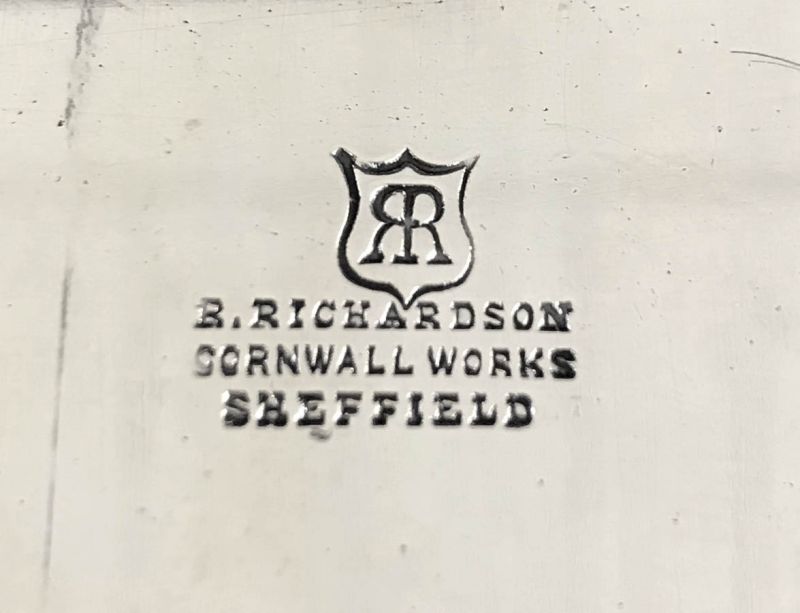 RR
R. RICHARDSON
CORNWALL WORKS
SHEFFIELD